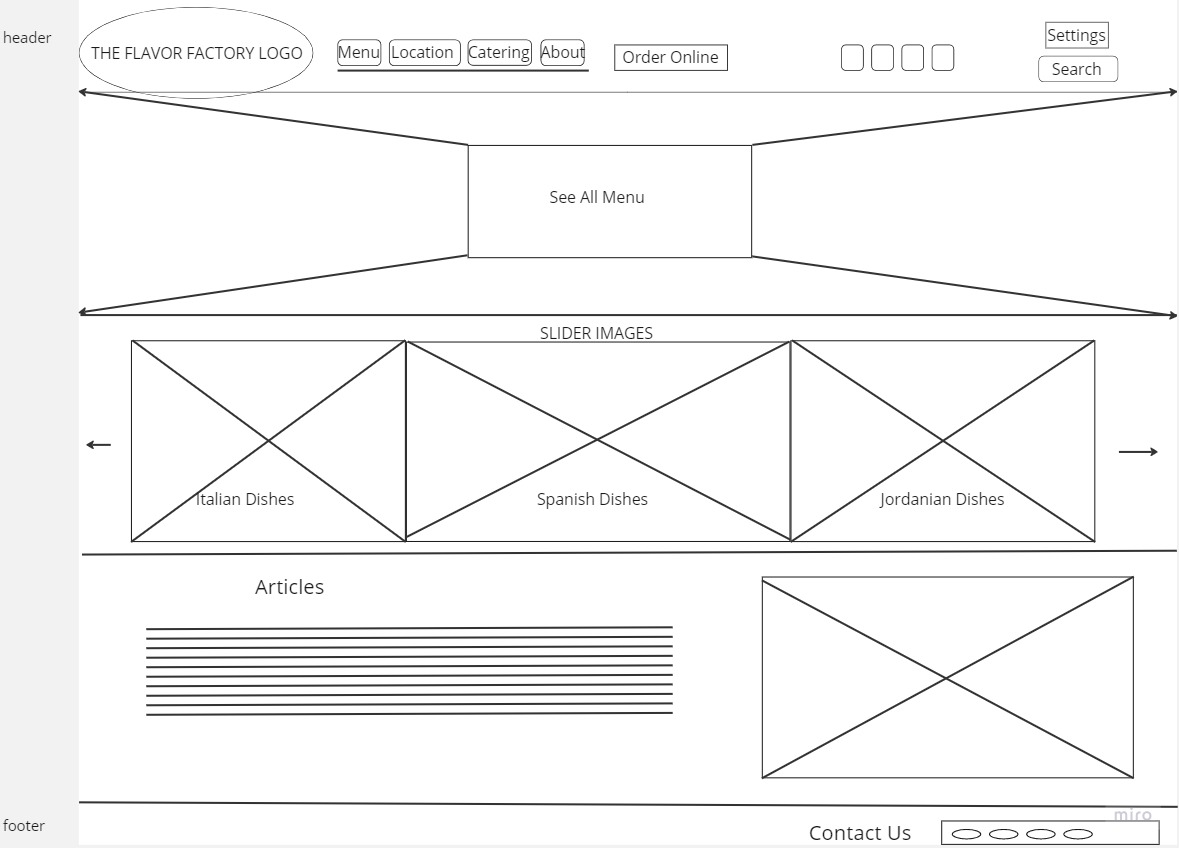 header
THE FLAVOR FACTORY LOGO
Menu
Location
Catering
About
Order Online
Settings
Search
See All Menu
SLIDER IMAGES
Italian Dishes
Spanish Dishes
Jordanian Dishes
Articles
footer
miro
Contact Us